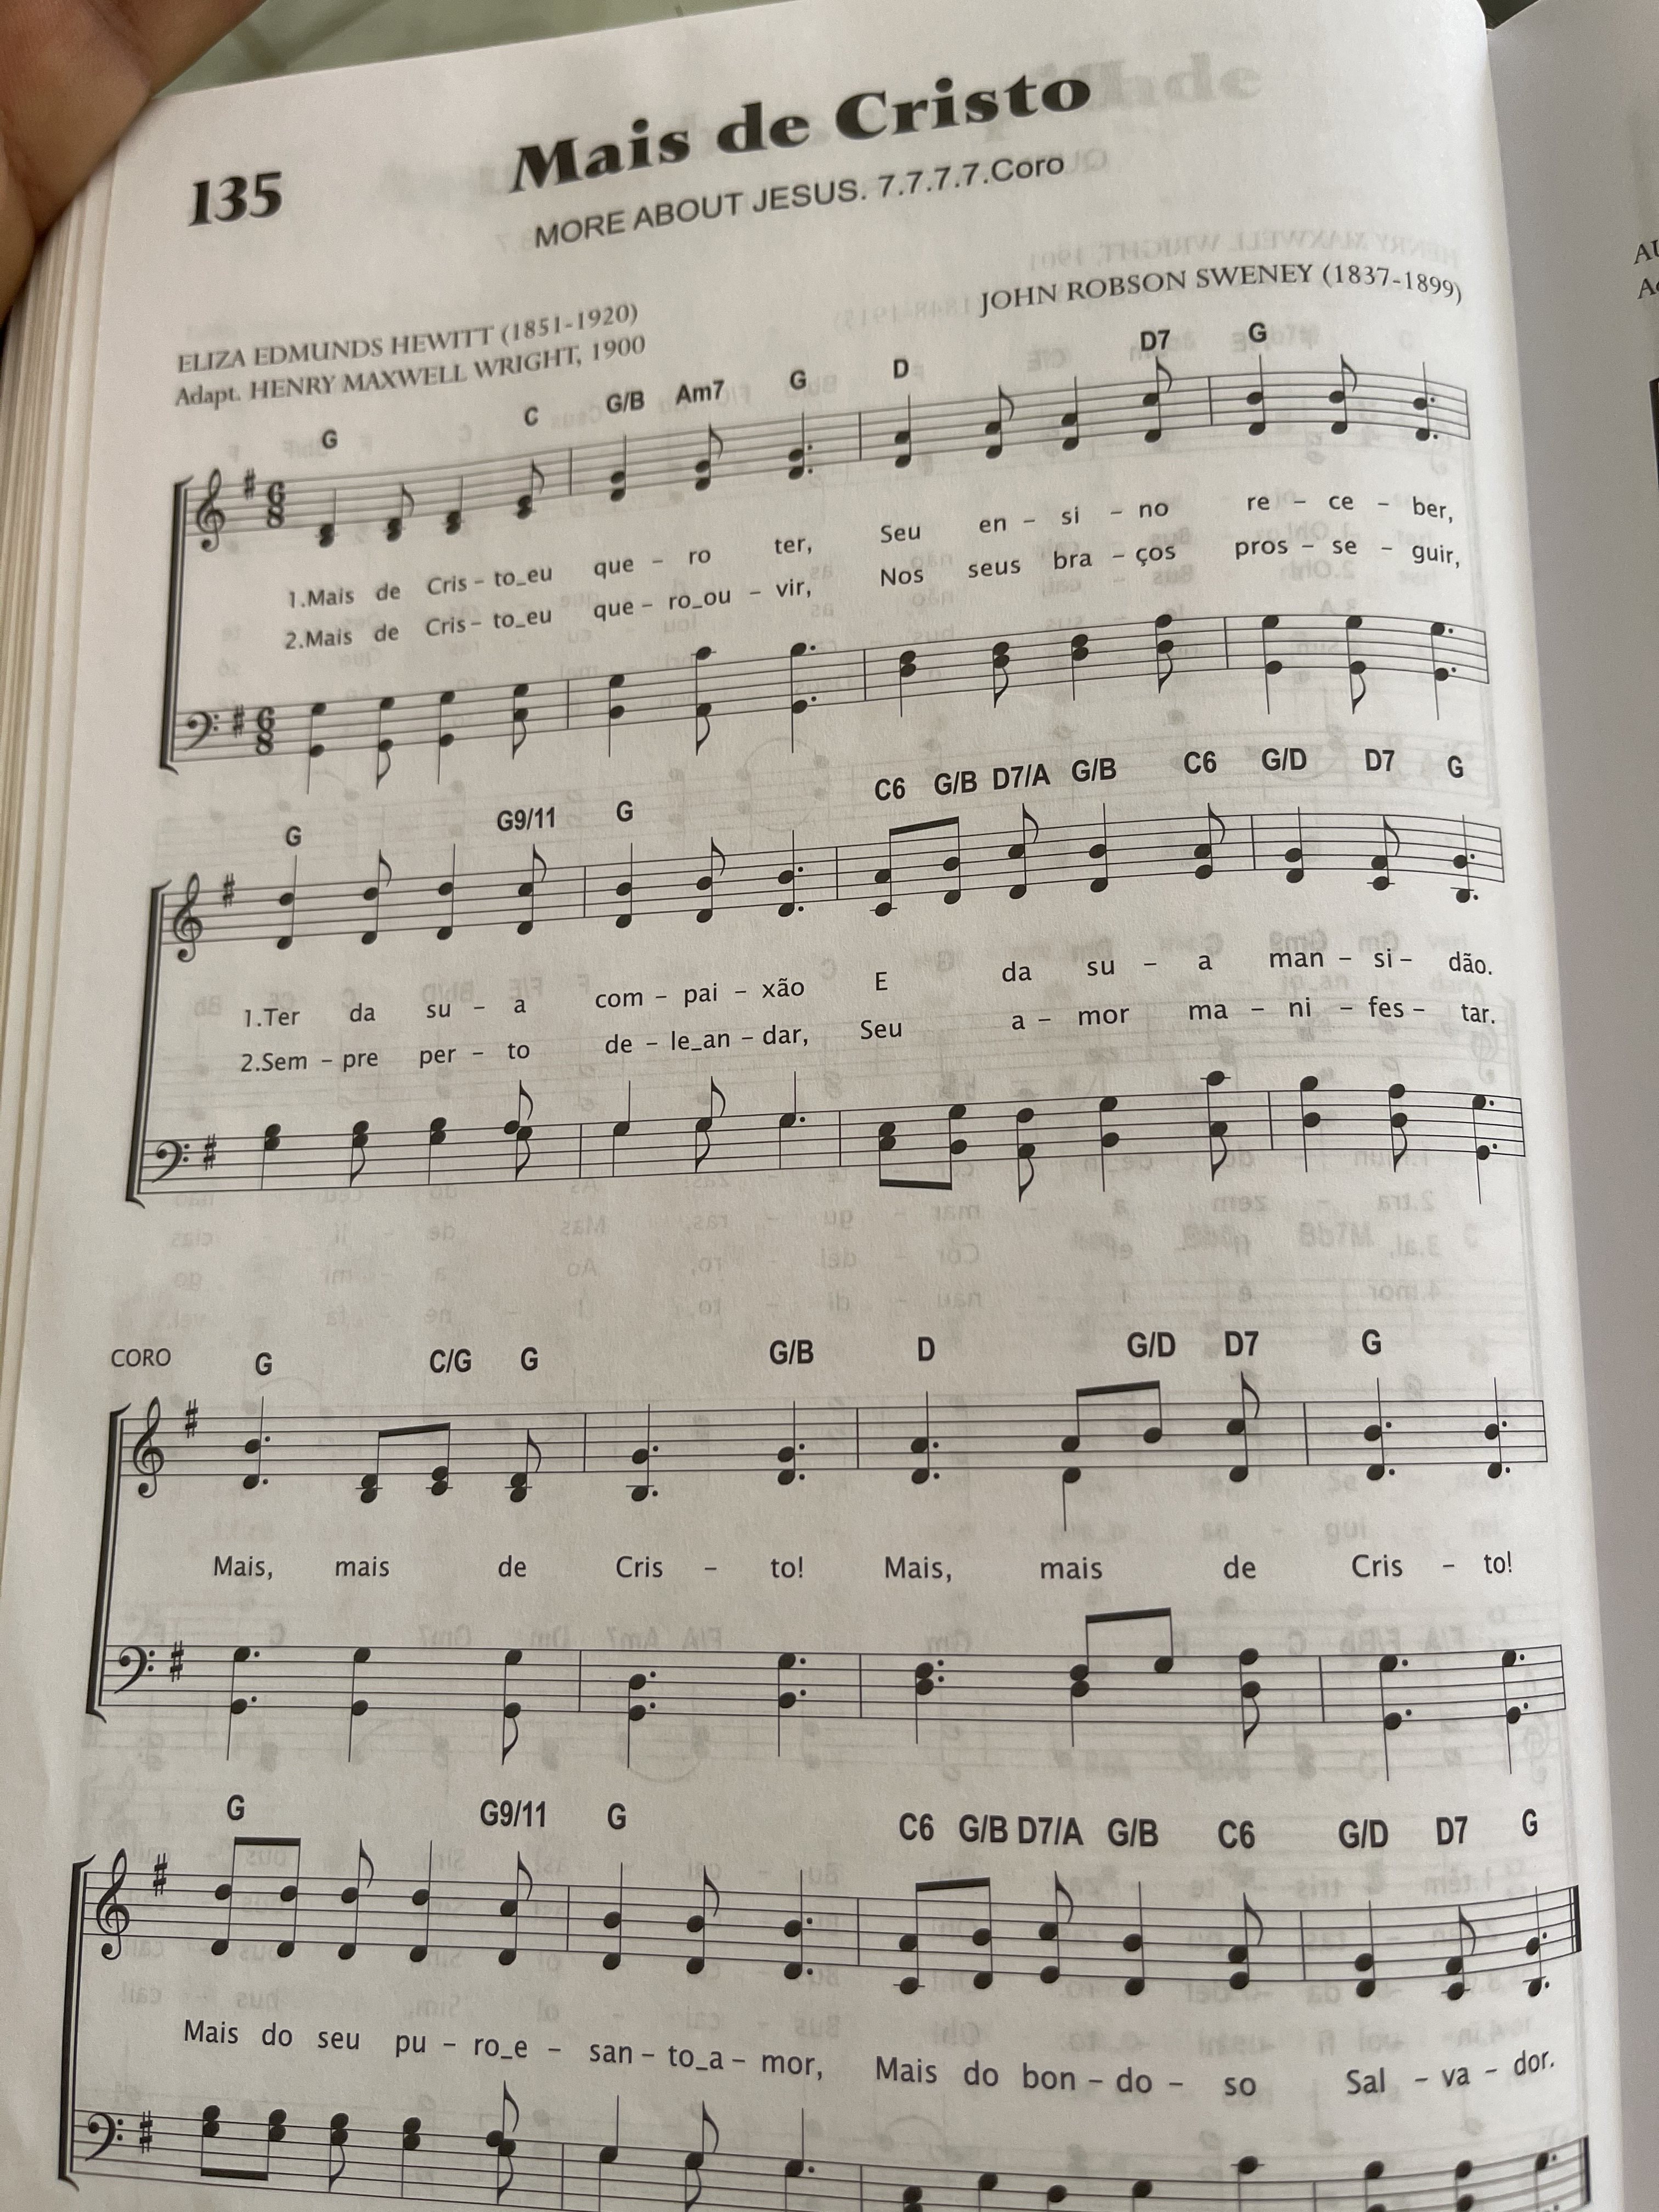 135
Mais de Cristo
MORE ABOUT JESUS. 7.7.7.7.Coro
ELIZA EDMUNDS HEWITT (1851-1920)
Adapt. HENRY MAXWELL WRIGHT, 1900
JOHN ROBSON SWENEY (1837-1899)
G C G/B Am7 G D D7 G
6 8
1.Mais de Cris – to_eu que – ro ter, Seu en – si – no re – ce – ber,
2.Mais de Cris – to_eu que – ro_ou – vir, Nos seus bra – ços pros – se – guir,
6 8
G G9/11 G C6 G/B D7/A G/B C6 G/D D7 G
1.Ter da su – a com – pai – xão E da su – a man – si – dão.
2.Sem – pre per – to de – le_an – dar, Seu a – mor ma – ni – fes – tar.
CORO G C/G G G/B D G/D D7 G
Mais, mais de Cris – to! Mais, mais de Cris – to!
G G9/11 G C6 G/B D7/A G/B C6 G/D D7 G
Mais do seu pu – ro_e – san – to_a – mor, Mais do bon – do – so Sal – va – dor.